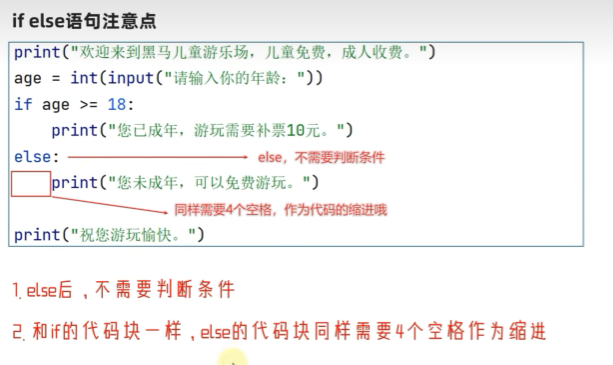 if else语句注意点
print("欢迎来到黑马儿童游乐场，儿童免费，成人收费。")
age = int(input("请输入你的年龄："))
if age >= 18:
    print("您已成年，游玩需要补票10元。")
else: else，不需要判断条件
    print("您未成年，可以免费游玩。")
同样需要4个空格，作为代码的缩进哦
print("祝您游玩愉快。")
1. else后，不需要判断条件
2. 和if的代码块一样，else的代码块同样需要4个空格作为缩进